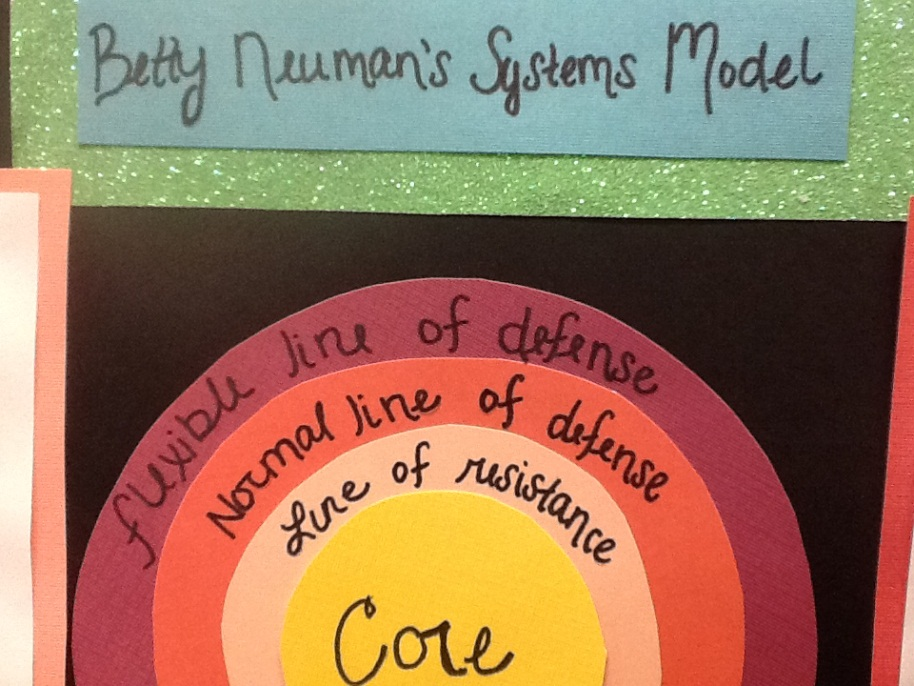 Betty Neuman's Systems Model
flexible line of defense
Normal line of defense
Line of resistance
Core